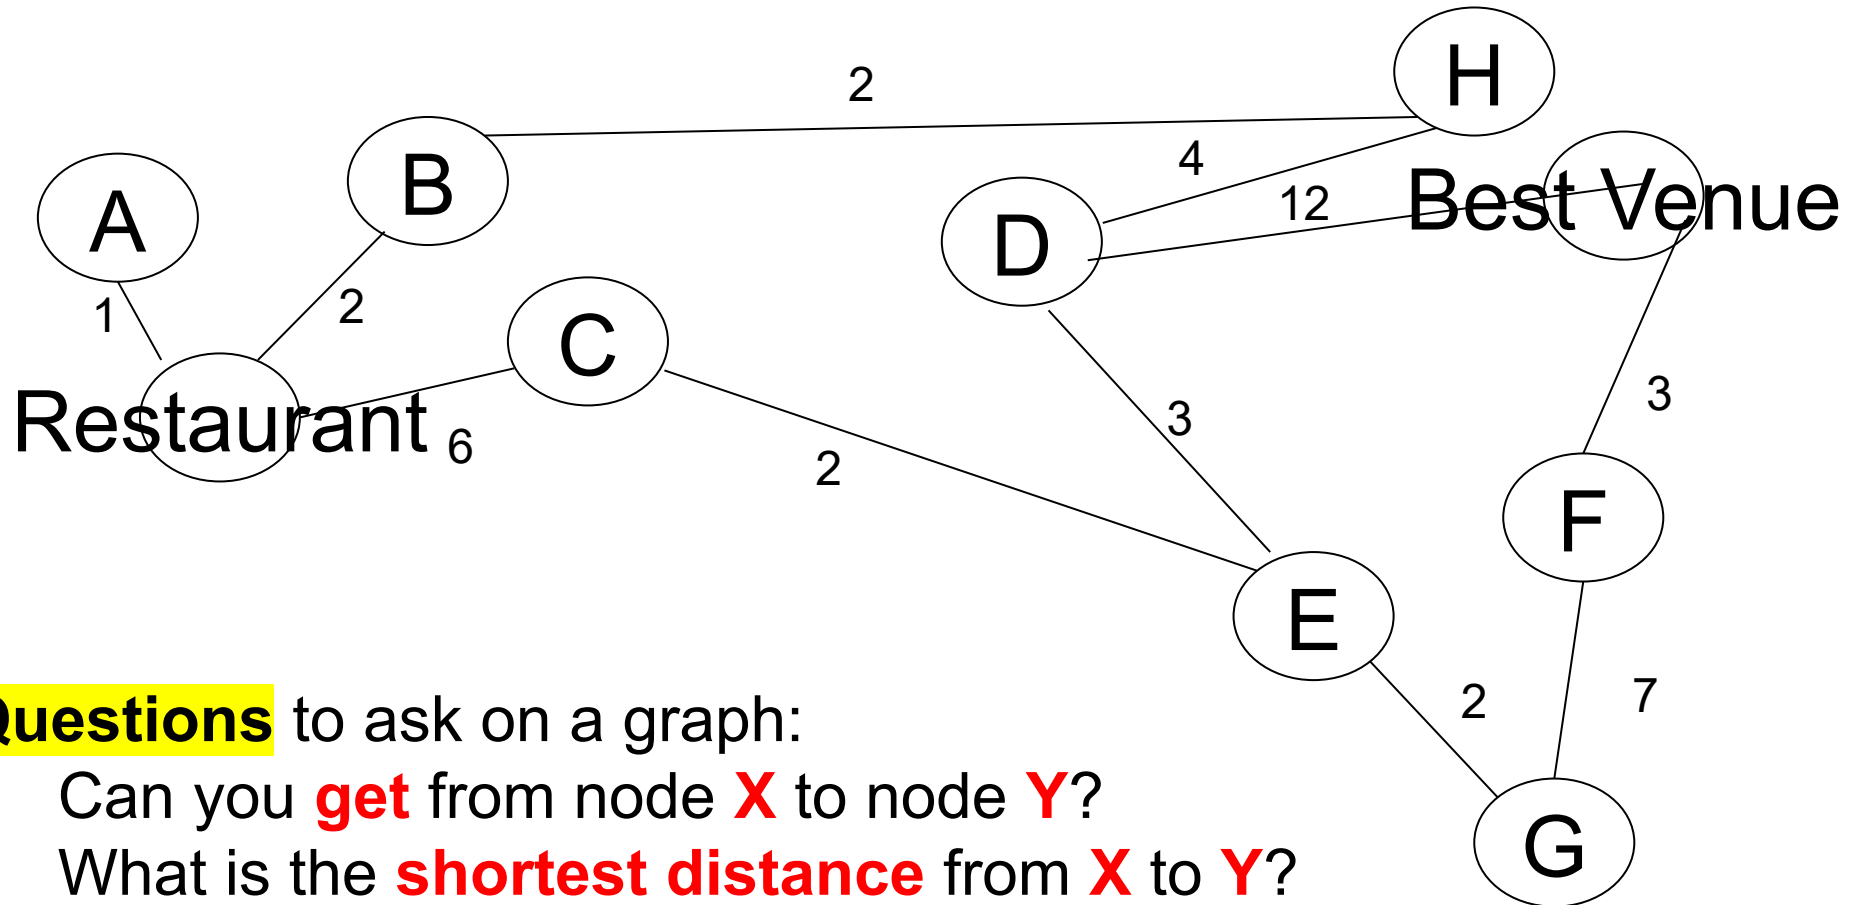 H
2
B
4
Best Venue
A
12
D
1
2
C
3
Restaurant
6
3
2
F
E
2
7
Questions to ask on a graph:
Can you get from node X to node Y?
G
What is the shortest distance from X to Y?